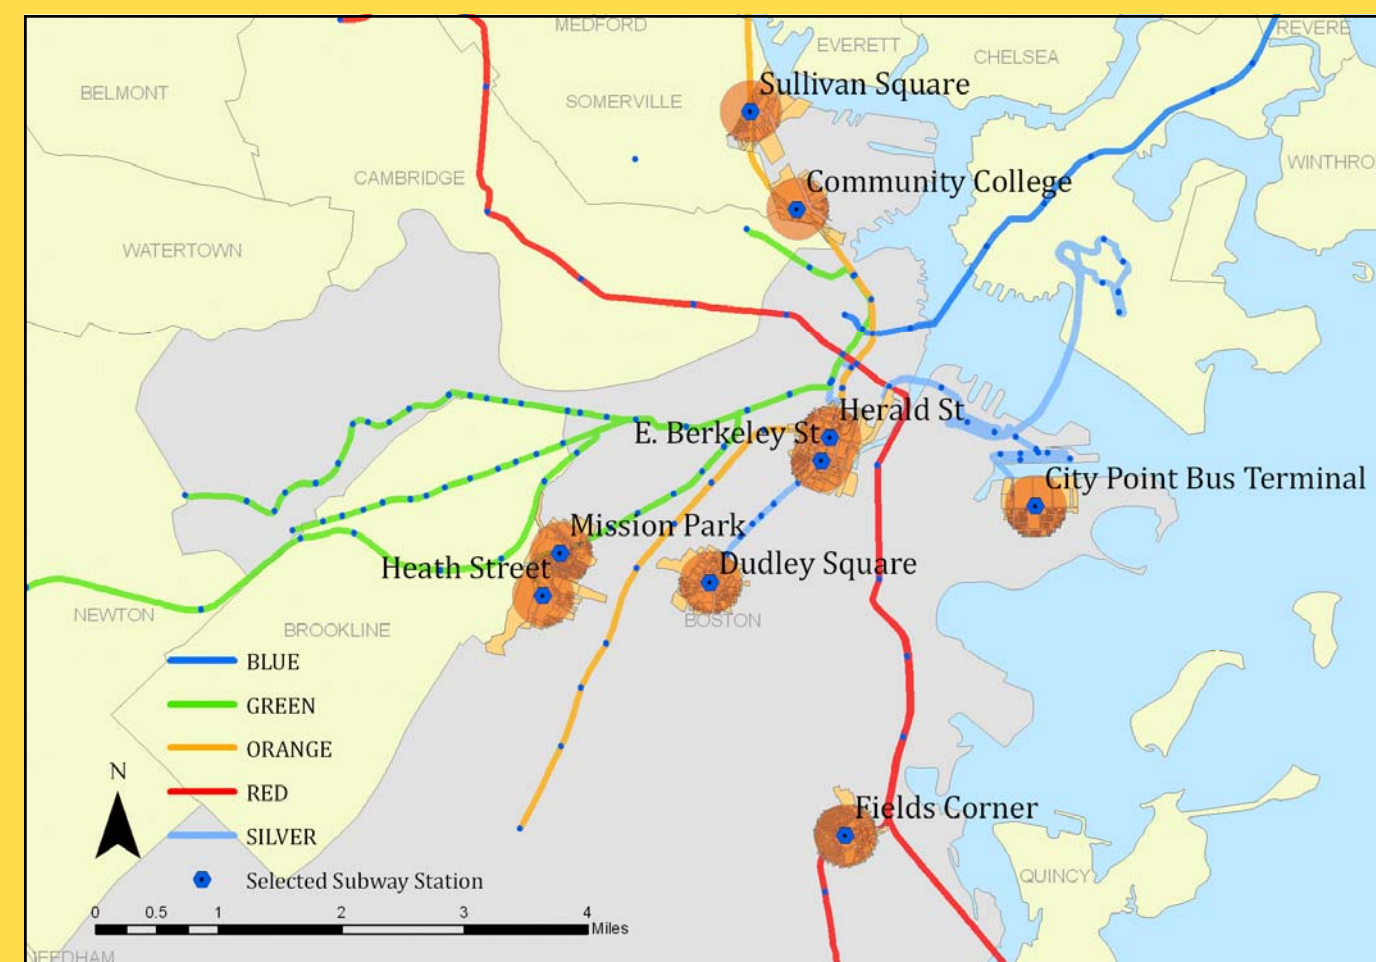 MEDFORD
REVERE
EVERETT
CHELSEA
BELMONT
Sullivan Square
SOMERVILLE
WINTHRO
CAMBRIDGE
Community College
WATERTOWN
Herald St
E. Berkeley St
City Point Bus Terminal
Mission Park
Heath Street
Dudley Square
NEWTON
BROOKLINE
BOSTON
BLUE
GREEN
ORANGE
N
RED
Fields Corner
SILVER
QUINCY
Selected Subway Station
0 0.5 1 2 3 4
Miles
NEEDHAM